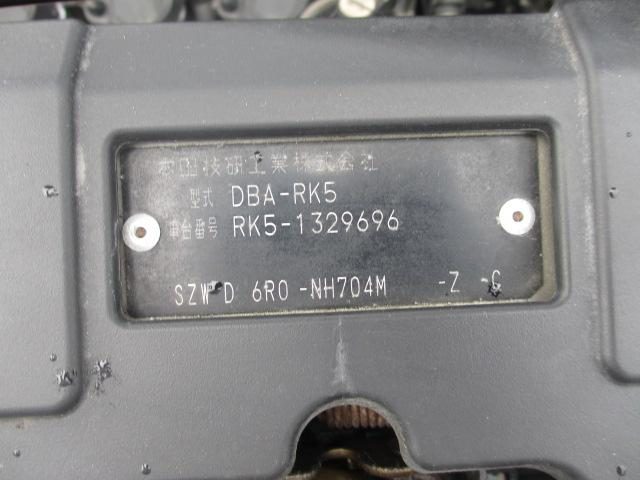 本田技研工業株式会社
型式 DBA-RK5
車台番号 RK5-1329696
SZW D 6R0 -NH704M -Z C